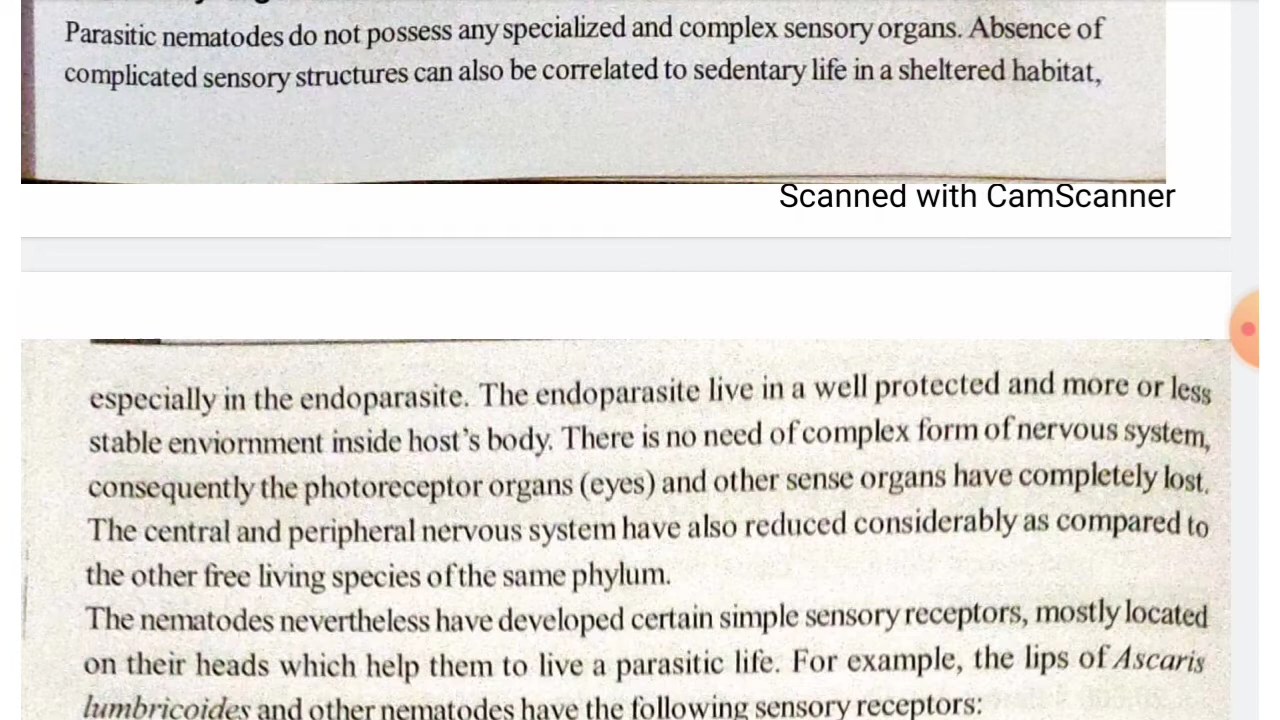 Parasitic nematodes do not possess any specialized and complex sensory organs. Absence of
complicated sensory structures can also be correlated to sedentary life in a sheltered habitat,
Scanned with CamScanner
especially in the endoparasite. The endoparasite live in a well protected and more or less
stable enviornment inside host's body. There is no need of complex form of nervous system,
consequently the photoreceptor organs (eyes) and other sense organs have completely lost.
The central and peripheral nervous system have also reduced considerably as compared to
the other free living species of the same phylum.
The nematodes nevertheless have developed certain simple sensory receptors, mostly located
on their heads which help them to live a parasitic life. For example, the lips of Ascaris
lumbricoides and other nematodes have the following sensory receptors: